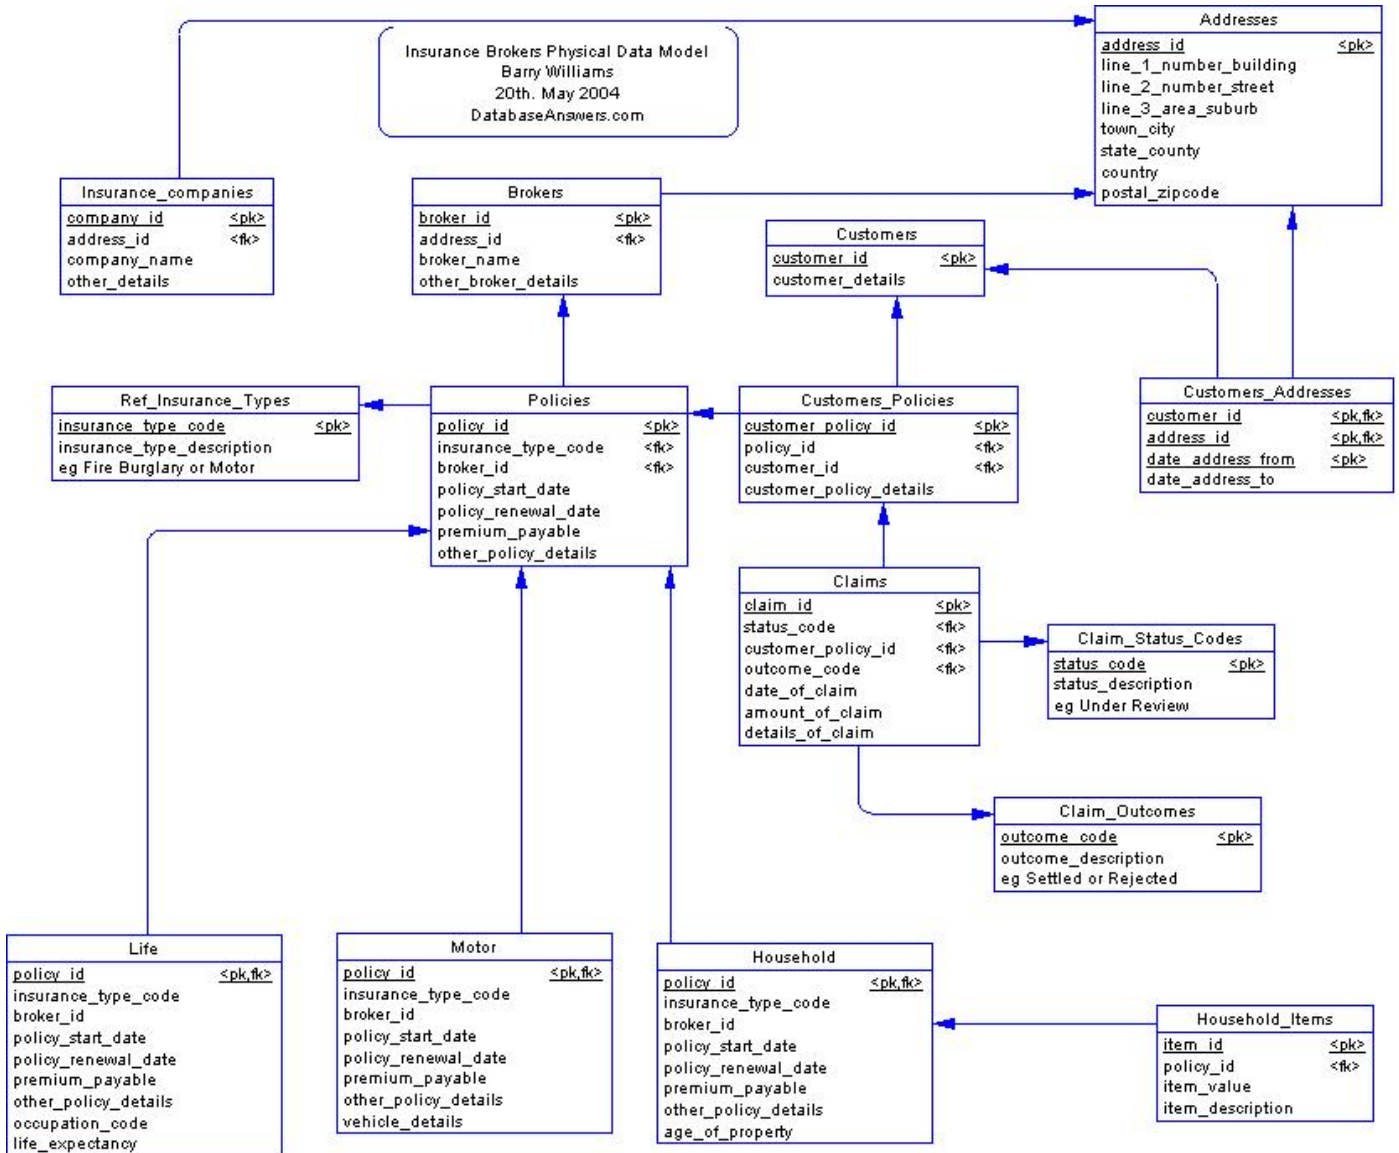 Insurance Brokers Physical Data Model
Barry Williams
20th. May 2004
DatabaseAnswers.com
Addresses
address_id <pk>
line_1_number_building
line_2_number_street
line_3_area_suburb
town_city
state_county
country
postal_zipcode
Insurance_companies
company_id <pk>
address_id <fk>
company_name
other_details
Brokers
broker_id <pk>
address_id <fk>
broker_name
other_broker_details
Customers
customer_id <pk>
customer_details
Ref_Insurance_Types
insurance_type_code <pk>
insurance_type_description
eg Fire Burglary or Motor
Policies
policy_id <pk>
insurance_type_code <fk>
broker_id <fk>
policy_start_date
policy_renewal_date
premium_payable
other_policy_details
Customers_Policies
customer_policy_id <pk>
policy_id <fk>
customer_id <fk>
customer_policy_details
Customers_Addresses
customer_id <pk,fk>
address_id <pk,fk>
date_address_from <pk>
date_address_to
Claims
claim_id <pk>
status_code <fk>
customer_policy_id <fk>
outcome_code <fk>
date_of_claim
amount_of_claim
details_of_claim
Claim_Status_Codes
status_code <pk>
status_description
eg Under Review
Claim_Outcomes
outcome_code <pk>
outcome_description
eg Settled or Rejected
Life
policy_id <pk,fk>
insurance_type_code
broker_id
policy_start_date
policy_renewal_date
premium_payable
other_policy_details
occupation_code
life_expectancy
Motor
policy_id <pk,fk>
insurance_type_code
broker_id
policy_start_date
policy_renewal_date
premium_payable
other_policy_details
vehicle_details
Household
policy_id <pk,fk>
insurance_type_code
broker_id
policy_start_date
policy_renewal_date
premium_payable
other_policy_details
age_of_property
Household_Items
item_id <pk>
policy_id <fk>
item_value
item_description